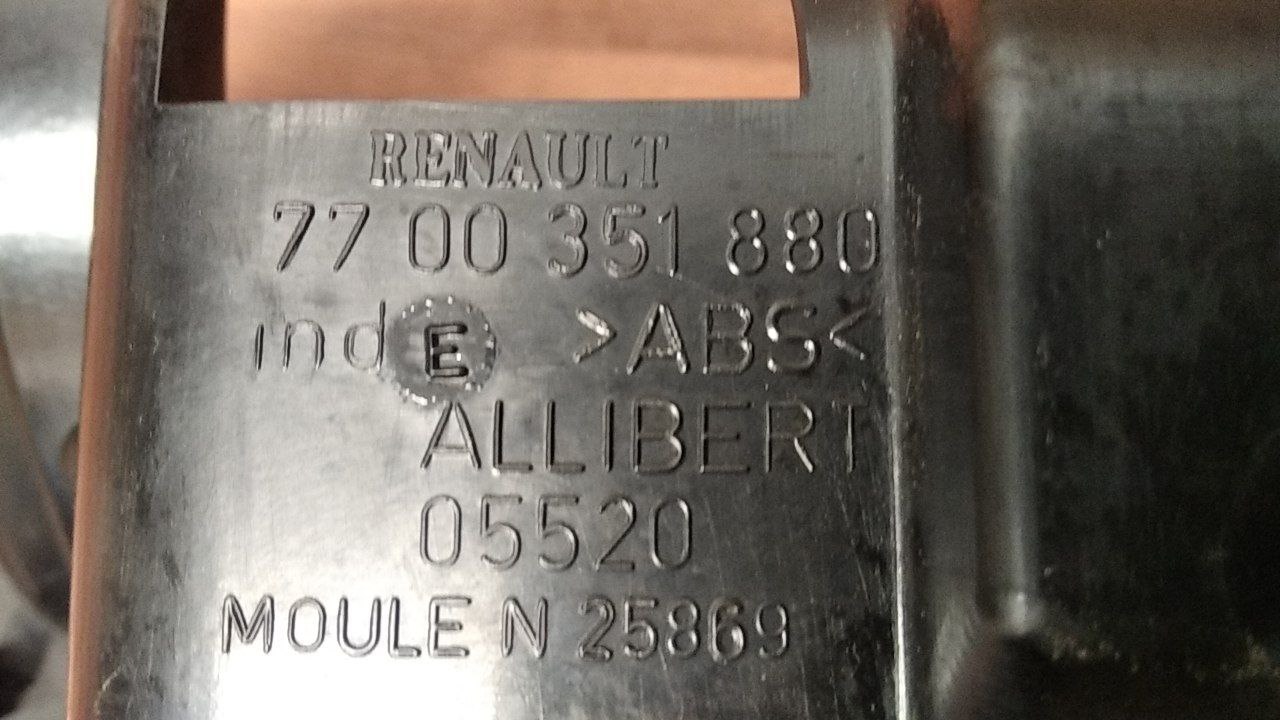 RENAULT
77 00 351 880
ind E >ABS<
ALLIBERT
05520
MOULE N 25869